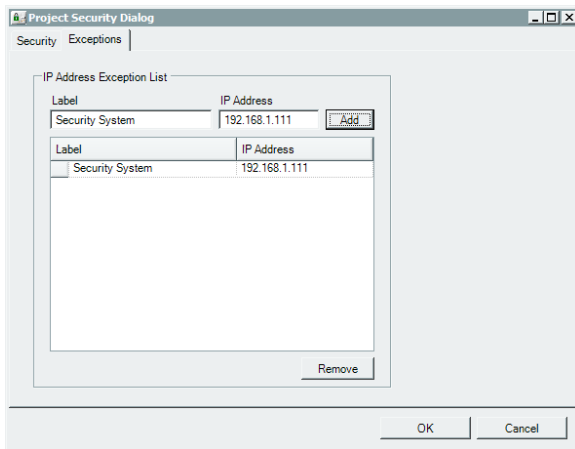 Project Security Dialog
Security Exceptions
IP Address Exception List
Label IP Address
Security System 192.168.1.111 Add
Label IP Address
Security System 192.168.1.111
Remove
OK Cancel